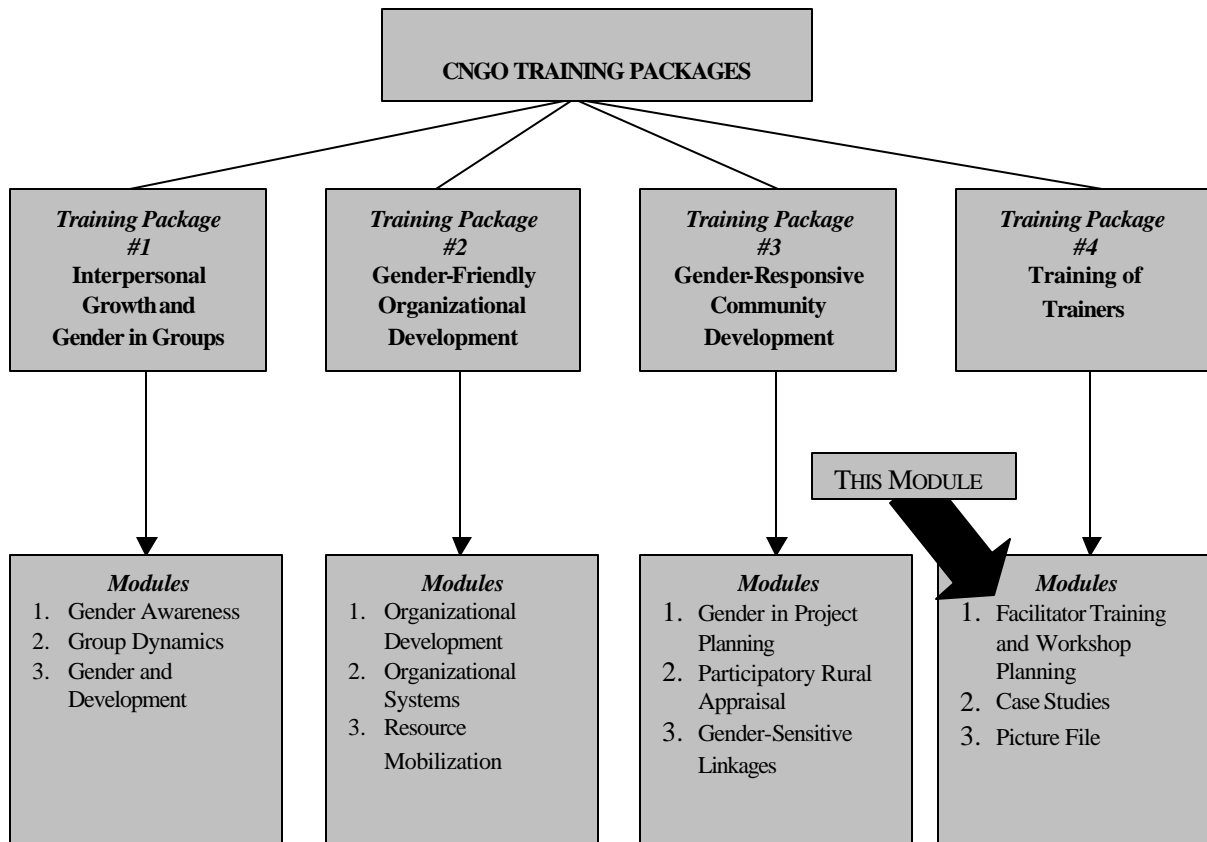 CNGO TRAINING PACKAGES
Training Package
#1
Interpersonal
Growth and
Gender in Groups
Training Package
#2
Gender-Friendly
Organizational
Development
Training Package
#3
Gender-Responsive
Community
Development
Training Package
#4
Training of
Trainers
THIS MODULE
Modules
1. Gender Awareness
2. Group Dynamics
3. Gender and
Development
Modules
1. Organizational
Development
2. Organizational
Systems
3. Resource
Mobilization
Modules
1. Gender in Project
Planning
2. Participatory Rural
Appraisal
3. Gender-Sensitive
Linkages
Modules
1. Facilitator Training
and Workshop
Planning
2. Case Studies
3. Picture File